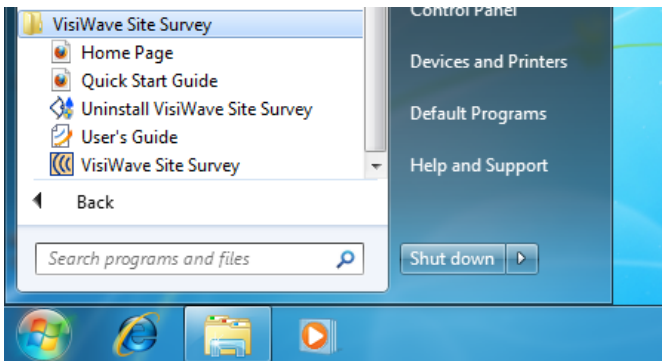 VisiWave Site Survey
Home Page
Quick Start Guide
Uninstall VisiWave Site Survey
User's Guide
VisiWave Site Survey
Back
Search programs and files
Control Panel
Devices and Printers
Default Programs
Help and Support
Shut down